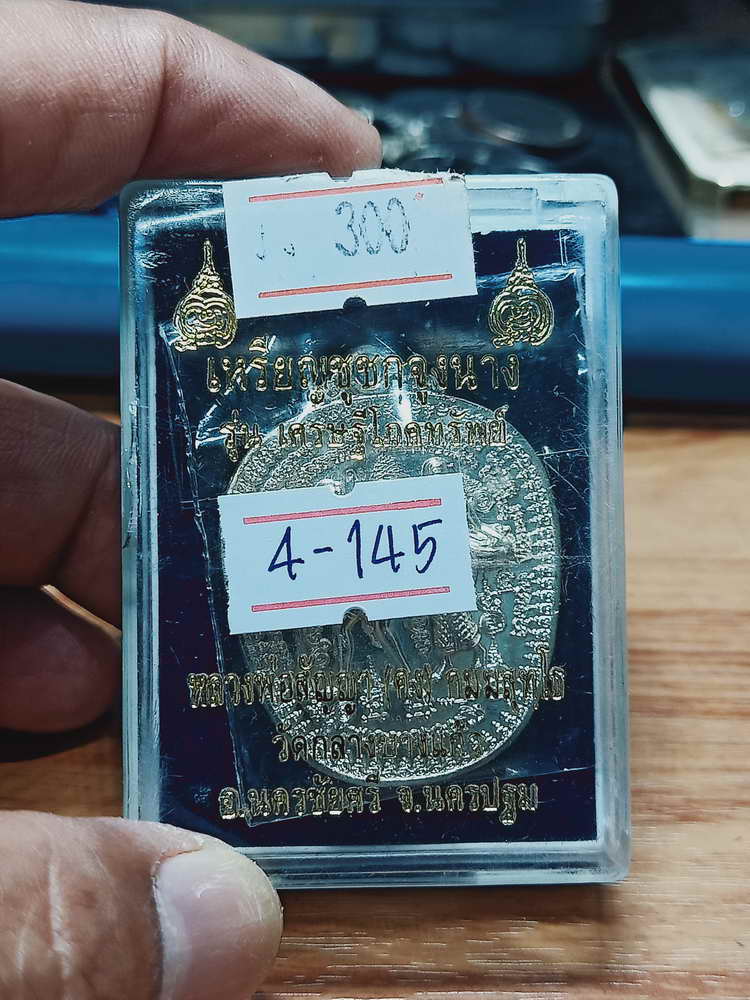 300
เหรียญชูชกจูงนาง
รุ่น เศรษฐีโภคทรัพย์
4-145
หลวงพ่อสัญญา (คง) กมมสุทโธ
วัดกลางบางแก้ว
อ.นครชัยศรี จ.นครปฐม